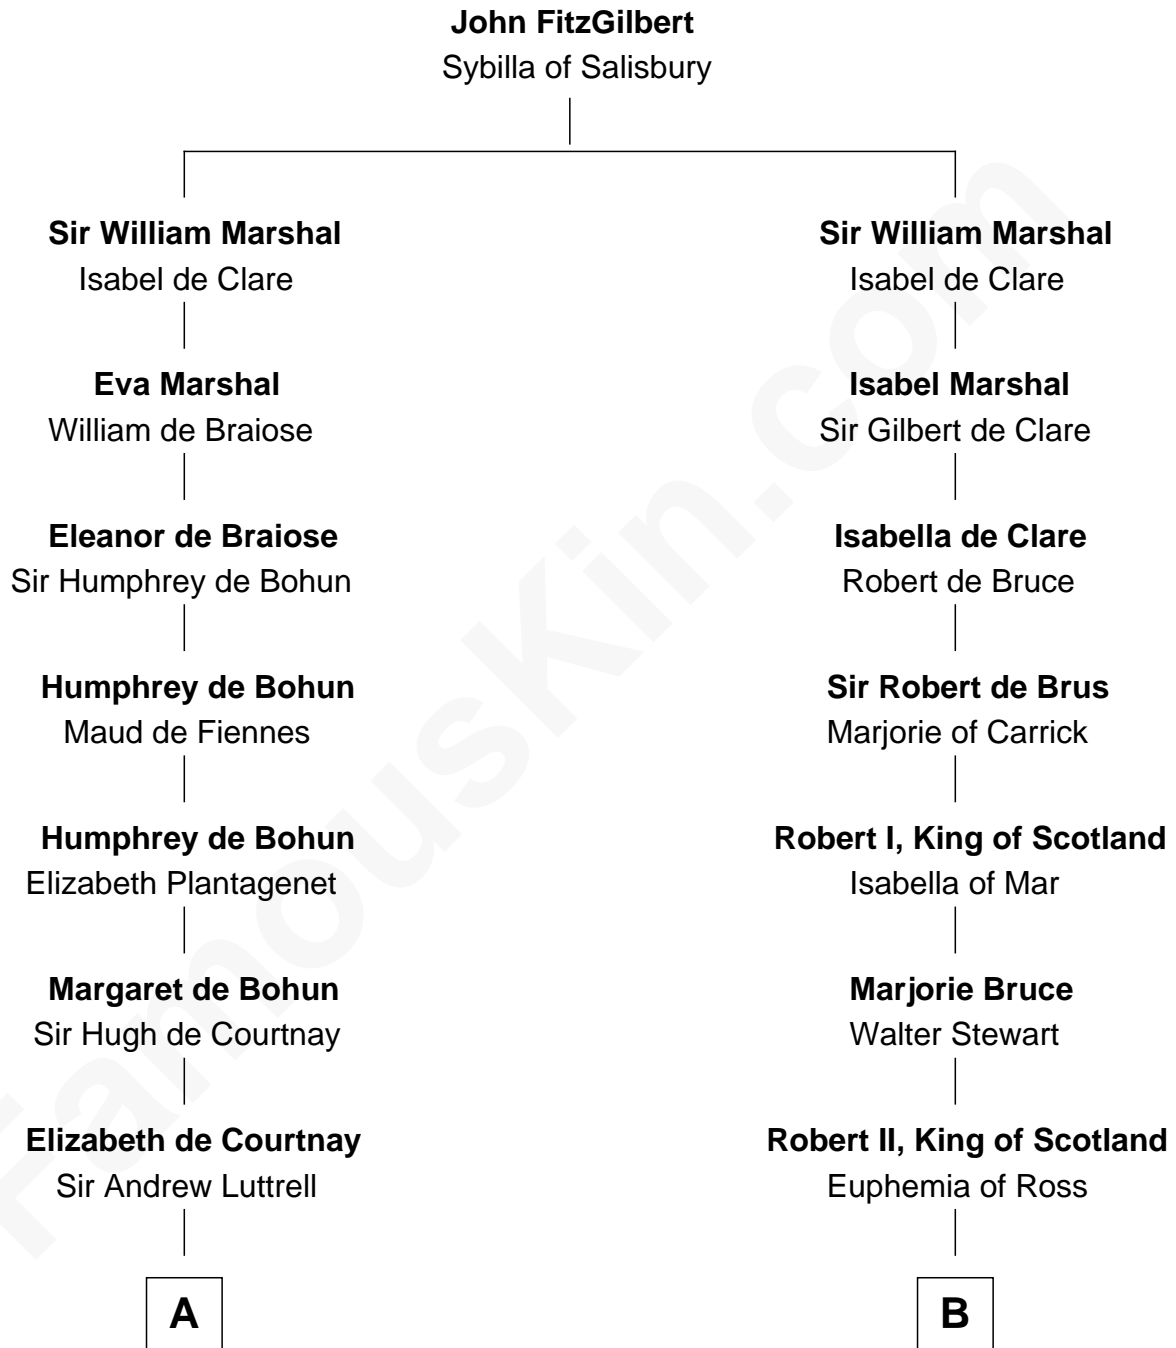 John FitzGilbert
Sybilla of Salisbury
Sir William Marshal
Isabel de Clare
Eva Marshal
William de Braiose
Eleanor de Braiose
Sir Humphrey de Bohun
Humphrey de Bohun
Maud de Fiennes
Humphrey de Bohun
Elizabeth Plantagenet
Margaret de Bohun
Sir Hugh de Courtnay
Elizabeth de Courtnay
Sir Andrew Luttrell
A
Sir William Marshal
Isabel de Clare
Isabel Marshal
Sir Gilbert de Clare
Isabella de Clare
Robert de Bruce
Sir Robert de Brus
Marjorie of Carrick
Robert I, King of Scotland
Isabella of Mar
Marjorie Bruce
Walter Stewart
Robert II, King of Scotland
Euphemia of Ross
B
FamousKin.com